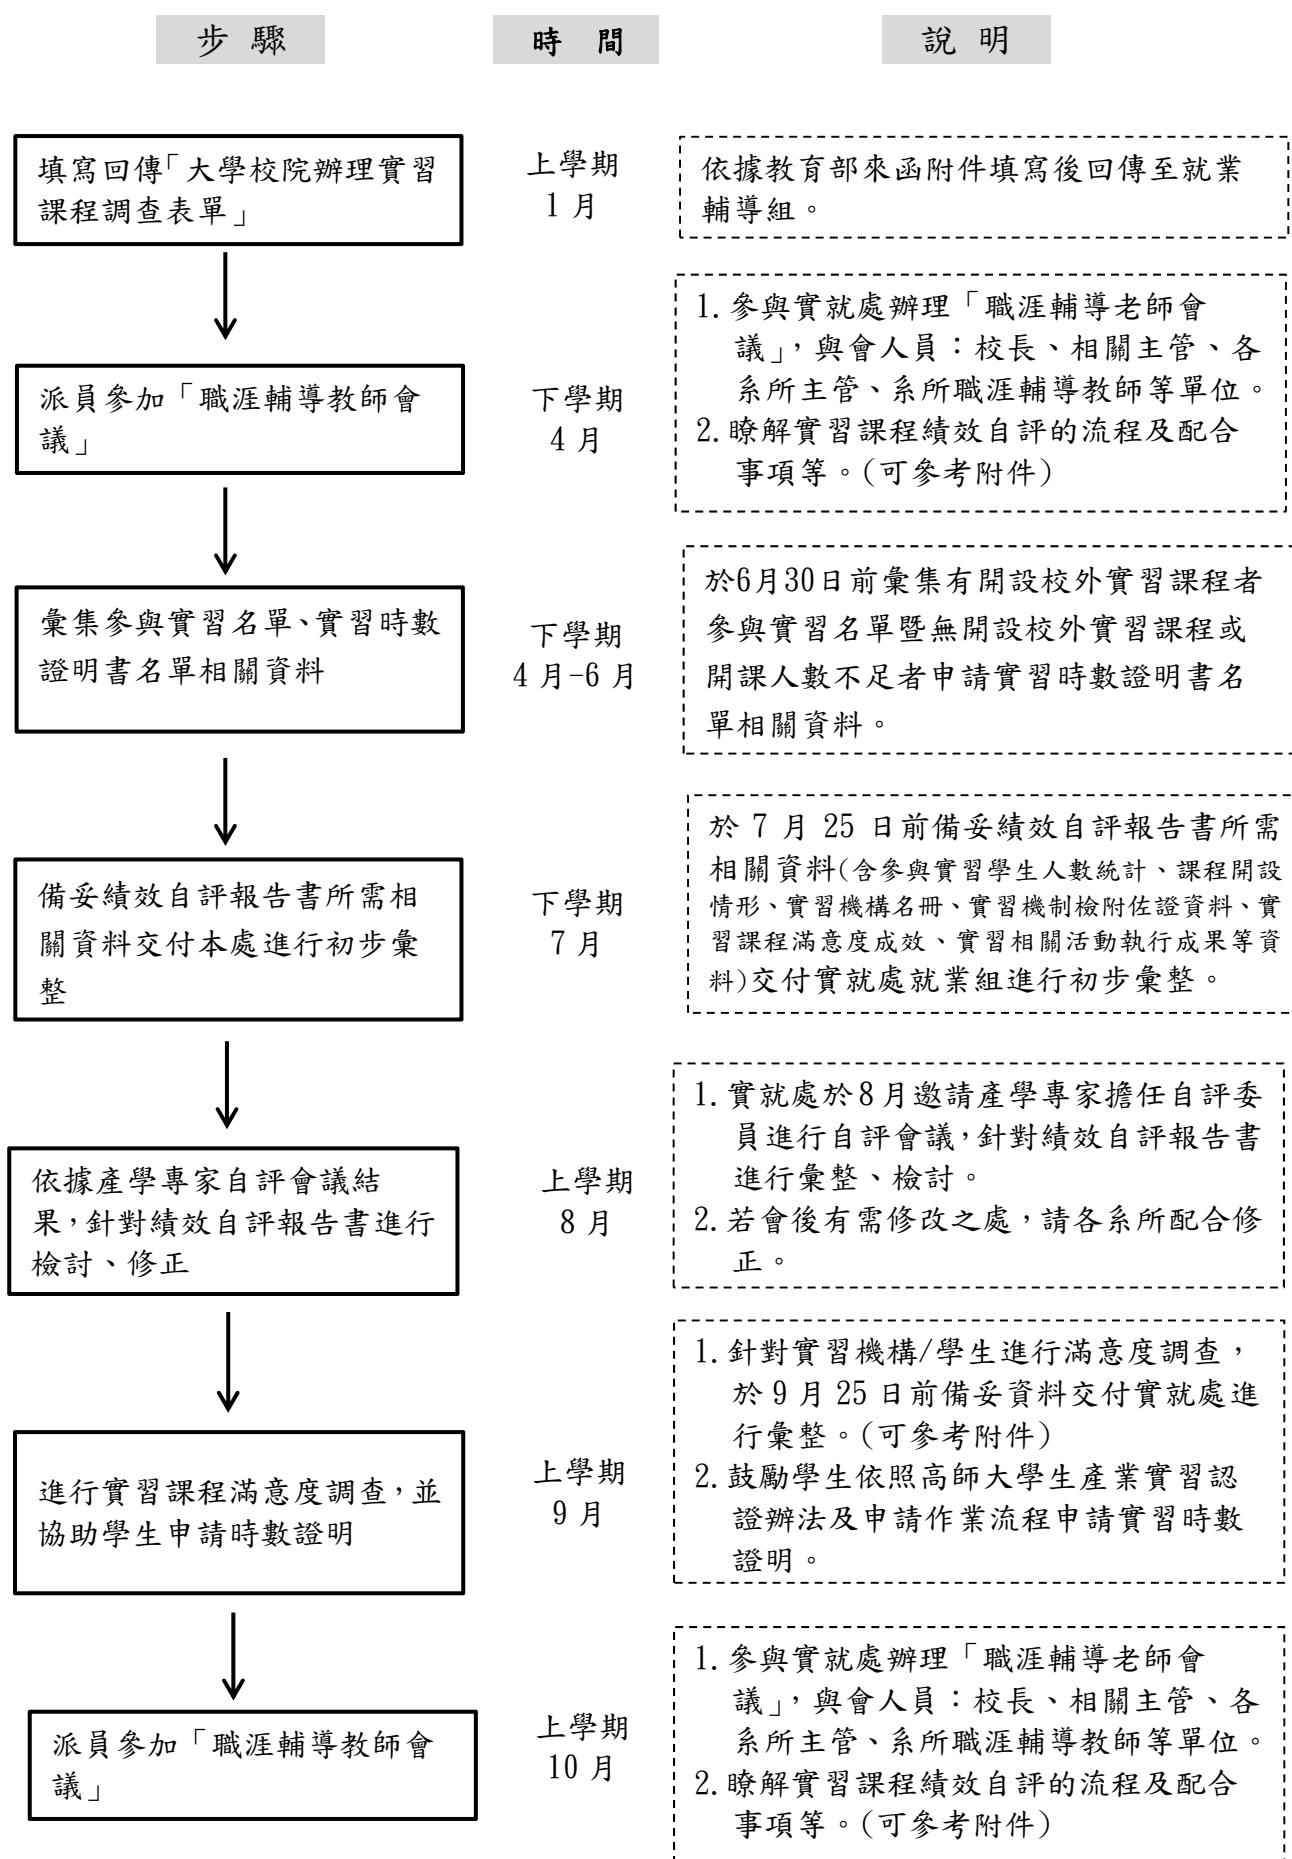 步 驟
時 間
說 明
填寫回傳「大學校院辦理實習
課程調查表單」
上學期
1 月
依據教育部來函附件填寫後回傳至就業
輔導組。
派員參加「職涯輔導教師會
議」
下學期
4 月
1. 參與實就處辦理「職涯輔導老師會
議」,與會人員:校長、相關主管、各
系所主管、系所職涯輔導教師等單位。
2. 瞭解實習課程績效自評的流程及配合
事項等。(可參考附件)
彙集參與實習名單、實習時數
證明書名單相關資料
下學期
4 月-6 月
於6月30日前彙集有開設校外實習課程者
參與實習名單暨無開設校外實習課程或
開課人數不足者申請實習時數證明書名
單相關資料。
備妥績效自評報告書所需相
關資料交付本處進行初步彙
整
下學期
7 月
於 7 月 25 日前備妥績效自評報告書所需
相關資料(含參與實習學生人數統計、課程開設
情形、實習機構名冊、實習機制檢附佐證資料、實
習課程滿意度成效、實習相關活動執行成果等資
料)交付實就處就業組進行初步彙整。
依據產學專家自評會議結
果,針對績效自評報告書進行
檢討、修正
上學期
8 月
1. 實就處於8月邀請產學專家擔任自評委
員進行自評會議,針對績效自評報告書
進行彙整、檢討。
2. 若會後有需修改之處,請各系所配合修
正。
進行實習課程滿意度調查,並
協助學生申請時數證明
上學期
9 月
1. 針對實習機構/學生進行滿意度調查,
於 9 月 25 日前備妥資料交付實就處進
行彙整。(可參考附件)
2. 鼓勵學生依照高師大學生產業實習認
證辦法及申請作業流程申請實習時數
證明。
派員參加「職涯輔導教師會
議」
上學期
10 月
1. 參與實就處辦理「職涯輔導老師會
議」,與會人員:校長、相關主管、各
系所主管、系所職涯輔導教師等單位。
2. 瞭解實習課程績效自評的流程及配合
事項等。(可參考附件)